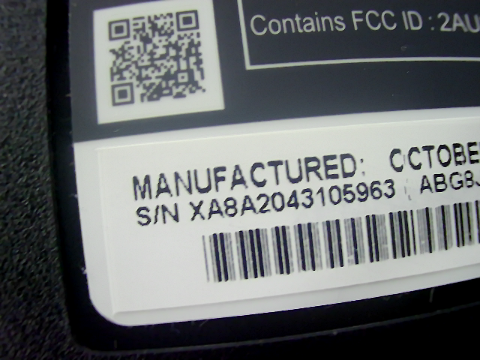 Contains FCC ID : 2AU
MANUFACTURED: OCTOBE
S/N XA8A2043105963 ABG8J